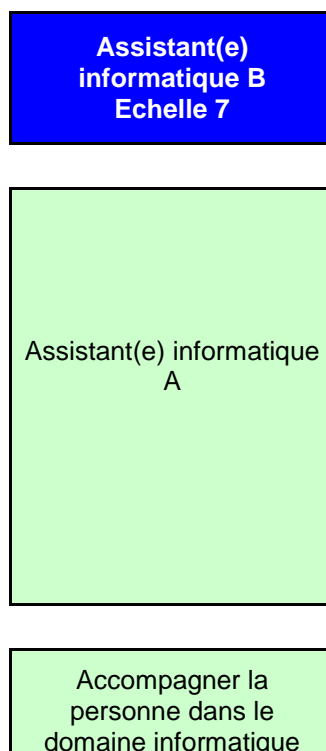 Assistant(e)
informatique B
Echelle 7
Assistant(e) informatique
A
Accompagner la
personne dans le
domaine informatique